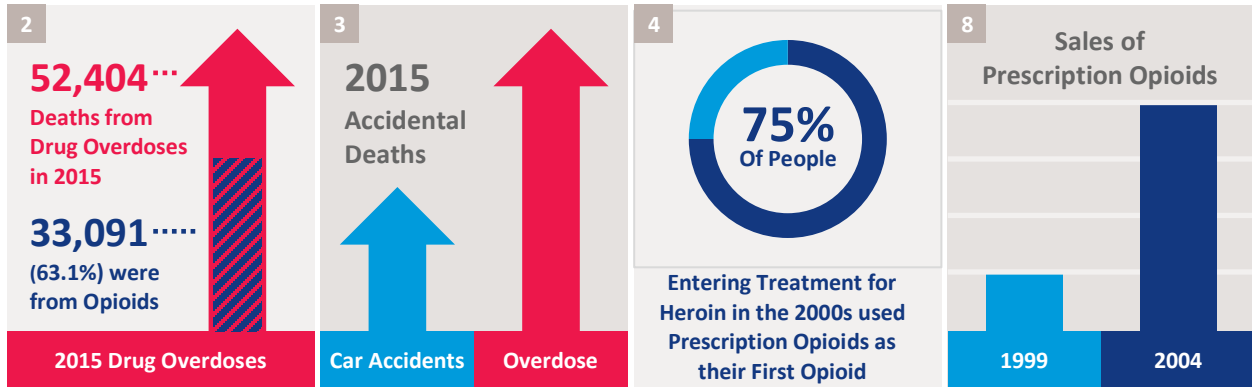 2
52,404
Deaths from
Drug Overdoses
in 2015
33,091
(63.1%) were
from Opioids
2015 Drug Overdoses
3
2015
Accidental
Deaths
Car Accidents
Overdose
4
75%
Of People
Entering Treatment for
Heroin in the 2000s used
Prescription Opioids as
their First Opioid
8
Sales of
Prescription Opioids
1999
2004